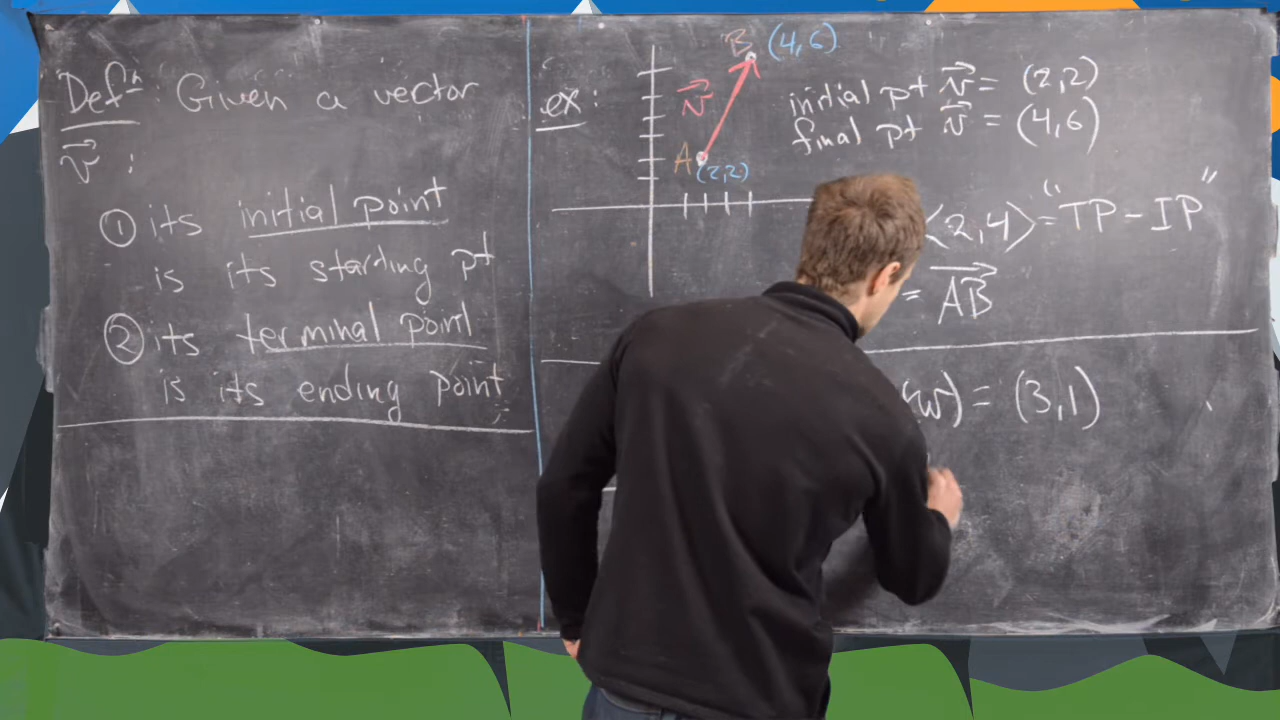 Defⁿ: Given a vector
v⃗ :
① its initial point
is its starting pt
② its terminal point
is its ending point
ex:
B (4,6)
v⃗
A (2,2)
initial pt v⃗ = (2,2)
final pt v⃗ = (4,6)
⟨2,4⟩ = "TP - IP"
= AB⃗
(w⃗) = (3,1)